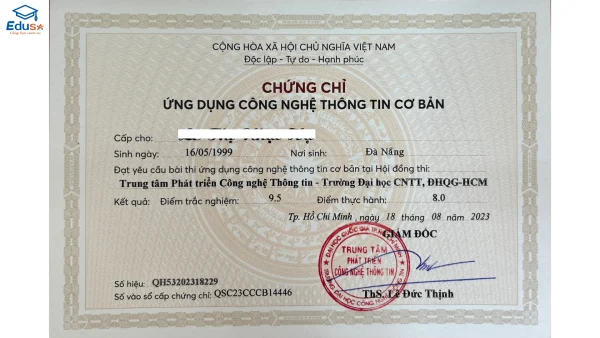 Edusa
CỘNG HÒA XÃ HỘI CHỦ NGHĨA VIỆT NAM
Độc lập - Tự do - Hạnh phúc
CHỨNG CHỈ
ỨNG DỤNG CÔNG NGHỆ THÔNG TIN CƠ BẢN
Cấp cho:
Sinh ngày: 16/05/1999 Nơi sinh: Đà Nẵng
Đạt yêu cầu bài thi ứng dụng công nghệ thông tin cơ bản tại Hội đồng thi:
Trung tâm Phát triển Công nghệ Thông tin - Trường Đại học CNTT, ĐHQG-HCM
Kết quả: Điểm trắc nghiệm: 9.5 Điểm thực hành: 8.0
Tp. Hồ Chí Minh, ngày 18 tháng 08 năm 2023
GIÁM ĐỐC
TRUNG TÂM
PHÁT TRIỂN
CÔNG NGHỆ THÔNG TIN
Số hiệu: QH53202318229
Số vào sổ cấp chứng chỉ: QSC23CCCB14446
ThS. Lê Đức Thịnh